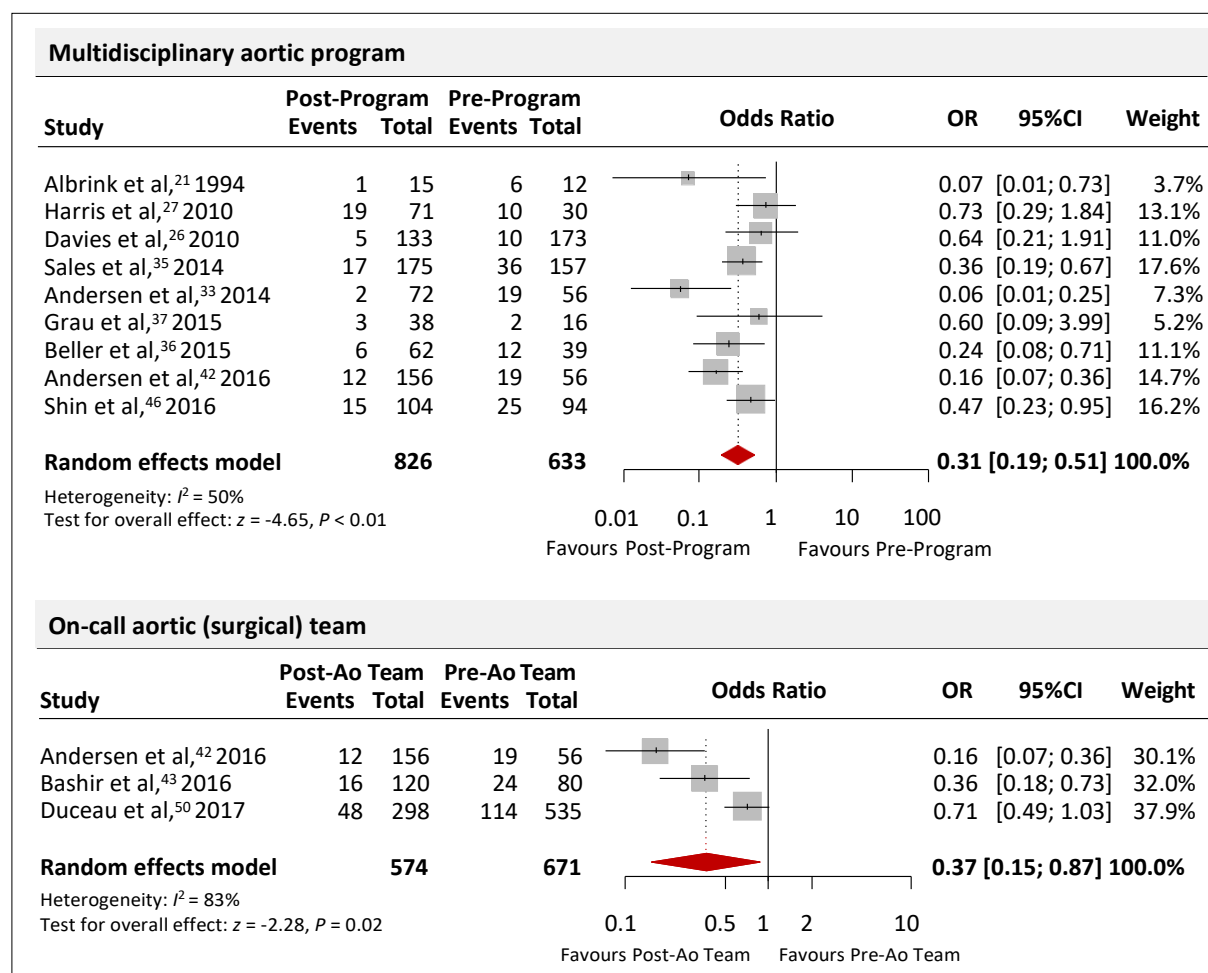 Multidisciplinary aortic program
Post-Program Pre-Program
Study Events Total Events Total Odds Ratio OR 95%CI Weight
Albrink et al,21 1994 1 15 6 12 0.07 [0.01; 0.73] 3.7%
Harris et al,27 2010 19 71 10 30 0.73 [0.29; 1.84] 13.1%
Davies et al,26 2010 5 133 10 173 0.64 [0.21; 1.91] 11.0%
Sales et al,35 2014 17 175 36 157 0.36 [0.19; 0.67] 17.6%
Andersen et al,33 2014 2 72 19 56 0.06 [0.01; 0.25] 7.3%
Grau et al,37 2015 3 38 2 16 0.60 [0.09; 3.99] 5.2%
Beller et al,36 2015 6 62 12 39 0.24 [0.08; 0.71] 11.1%
Andersen et al,42 2016 12 156 19 56 0.16 [0.07; 0.36] 14.7%
Shin et al,46 2016 15 104 25 94 0.47 [0.23; 0.95] 16.2%
Random effects model 826 633 0.31 [0.19; 0.51] 100.0%
Heterogeneity: I2 = 50%
Test for overall effect: z = -4.65, P < 0.01
0.01 0.1 1 10 100
Favours Post-Program Favours Pre-Program
On-call aortic (surgical) team
Post-Ao Team Pre-Ao Team
Study Events Total Events Total Odds Ratio OR 95%CI Weight
Andersen et al,42 2016 12 156 19 56 0.16 [0.07; 0.36] 30.1%
Bashir et al,43 2016 16 120 24 80 0.36 [0.18; 0.73] 32.0%
Duceau et al,50 2017 48 298 114 535 0.71 [0.49; 1.03] 37.9%
Random effects model 574 671 0.37 [0.15; 0.87] 100.0%
Heterogeneity: I2 = 83%
Test for overall effect: z = -2.28, P = 0.02
0.1 0.5 1 2 10
Favours Post-Ao Team Favours Pre-Ao Team